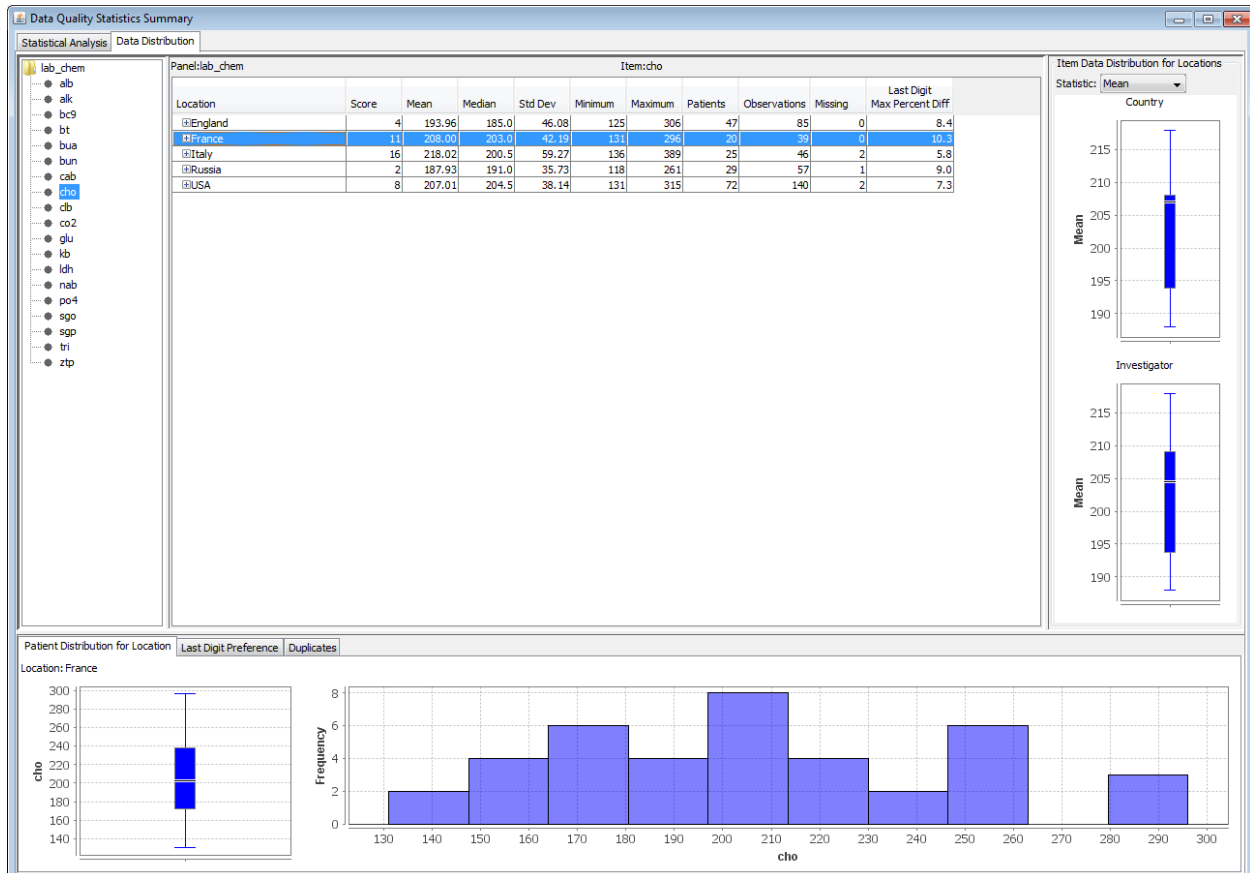 Data Quality Statistics Summary
Statistical Analysis Data Distribution
lab_chem
alb
alk
bc9
bt
bua
bun
cab
cho
clb
co2
glu
kb
ldh
nab
po4
sgo
sgp
tri
ztp
Panel:lab_chem Item:cho
Location Score Mean Median Std Dev Minimum Maximum Patients Observations Missing Last Digit Max Percent Diff
England 4 193.96 185.0 46.08 125 306 47 85 0 8.4
France 11 208.00 203.0 42.19 131 296 20 39 0 10.3
Italy 16 218.02 200.5 59.27 136 389 25 46 2 5.8
Russia 2 187.93 191.0 35.73 118 261 29 57 1 9.0
USA 8 207.01 204.5 38.14 131 315 72 140 2 7.3
Item Data Distribution for Locations
Statistic: Mean
Country
Mean
215
210
205
200
195
190
Investigator
Mean
215
210
205
200
195
190
Patient Distribution for Location Last Digit Preference Duplicates
Location: France
cho
300
280
260
240
220
200
180
160
140
Frequency
8
6
4
2
0
130 140 150 160 170 180 190 200 210 220 230 240 250 260 270 280 290 300
cho